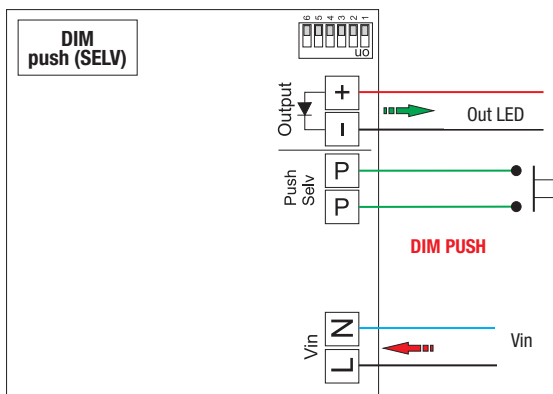 DIM
push (SELV)
6 5 4 3 2 1
on
Output
+
−
Out LED
Push
Selv
P
P
DIM PUSH
Vin
N
L
Vin